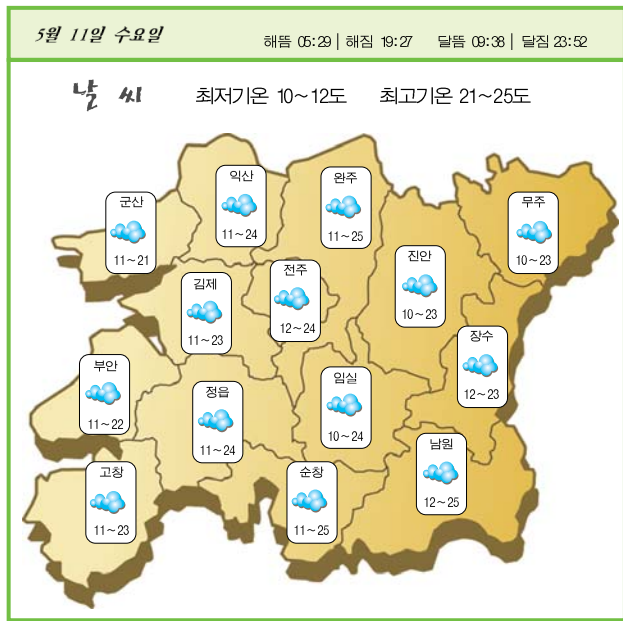 5월 11일 수요일
해뜸 05:29 | 해짐 19:27 달뜸 09:38 | 달짐 23:52
날 씨 최저기온 10~12도 최고기온 21~25도
군산
11~21
익산
11~24
완주
11~25
무주
10~23
김제
11~23
전주
12~24
진안
10~23
장수
12~23
부안
11~22
정읍
11~24
임실
10~24
남원
12~25
고창
11~23
순창
11~25